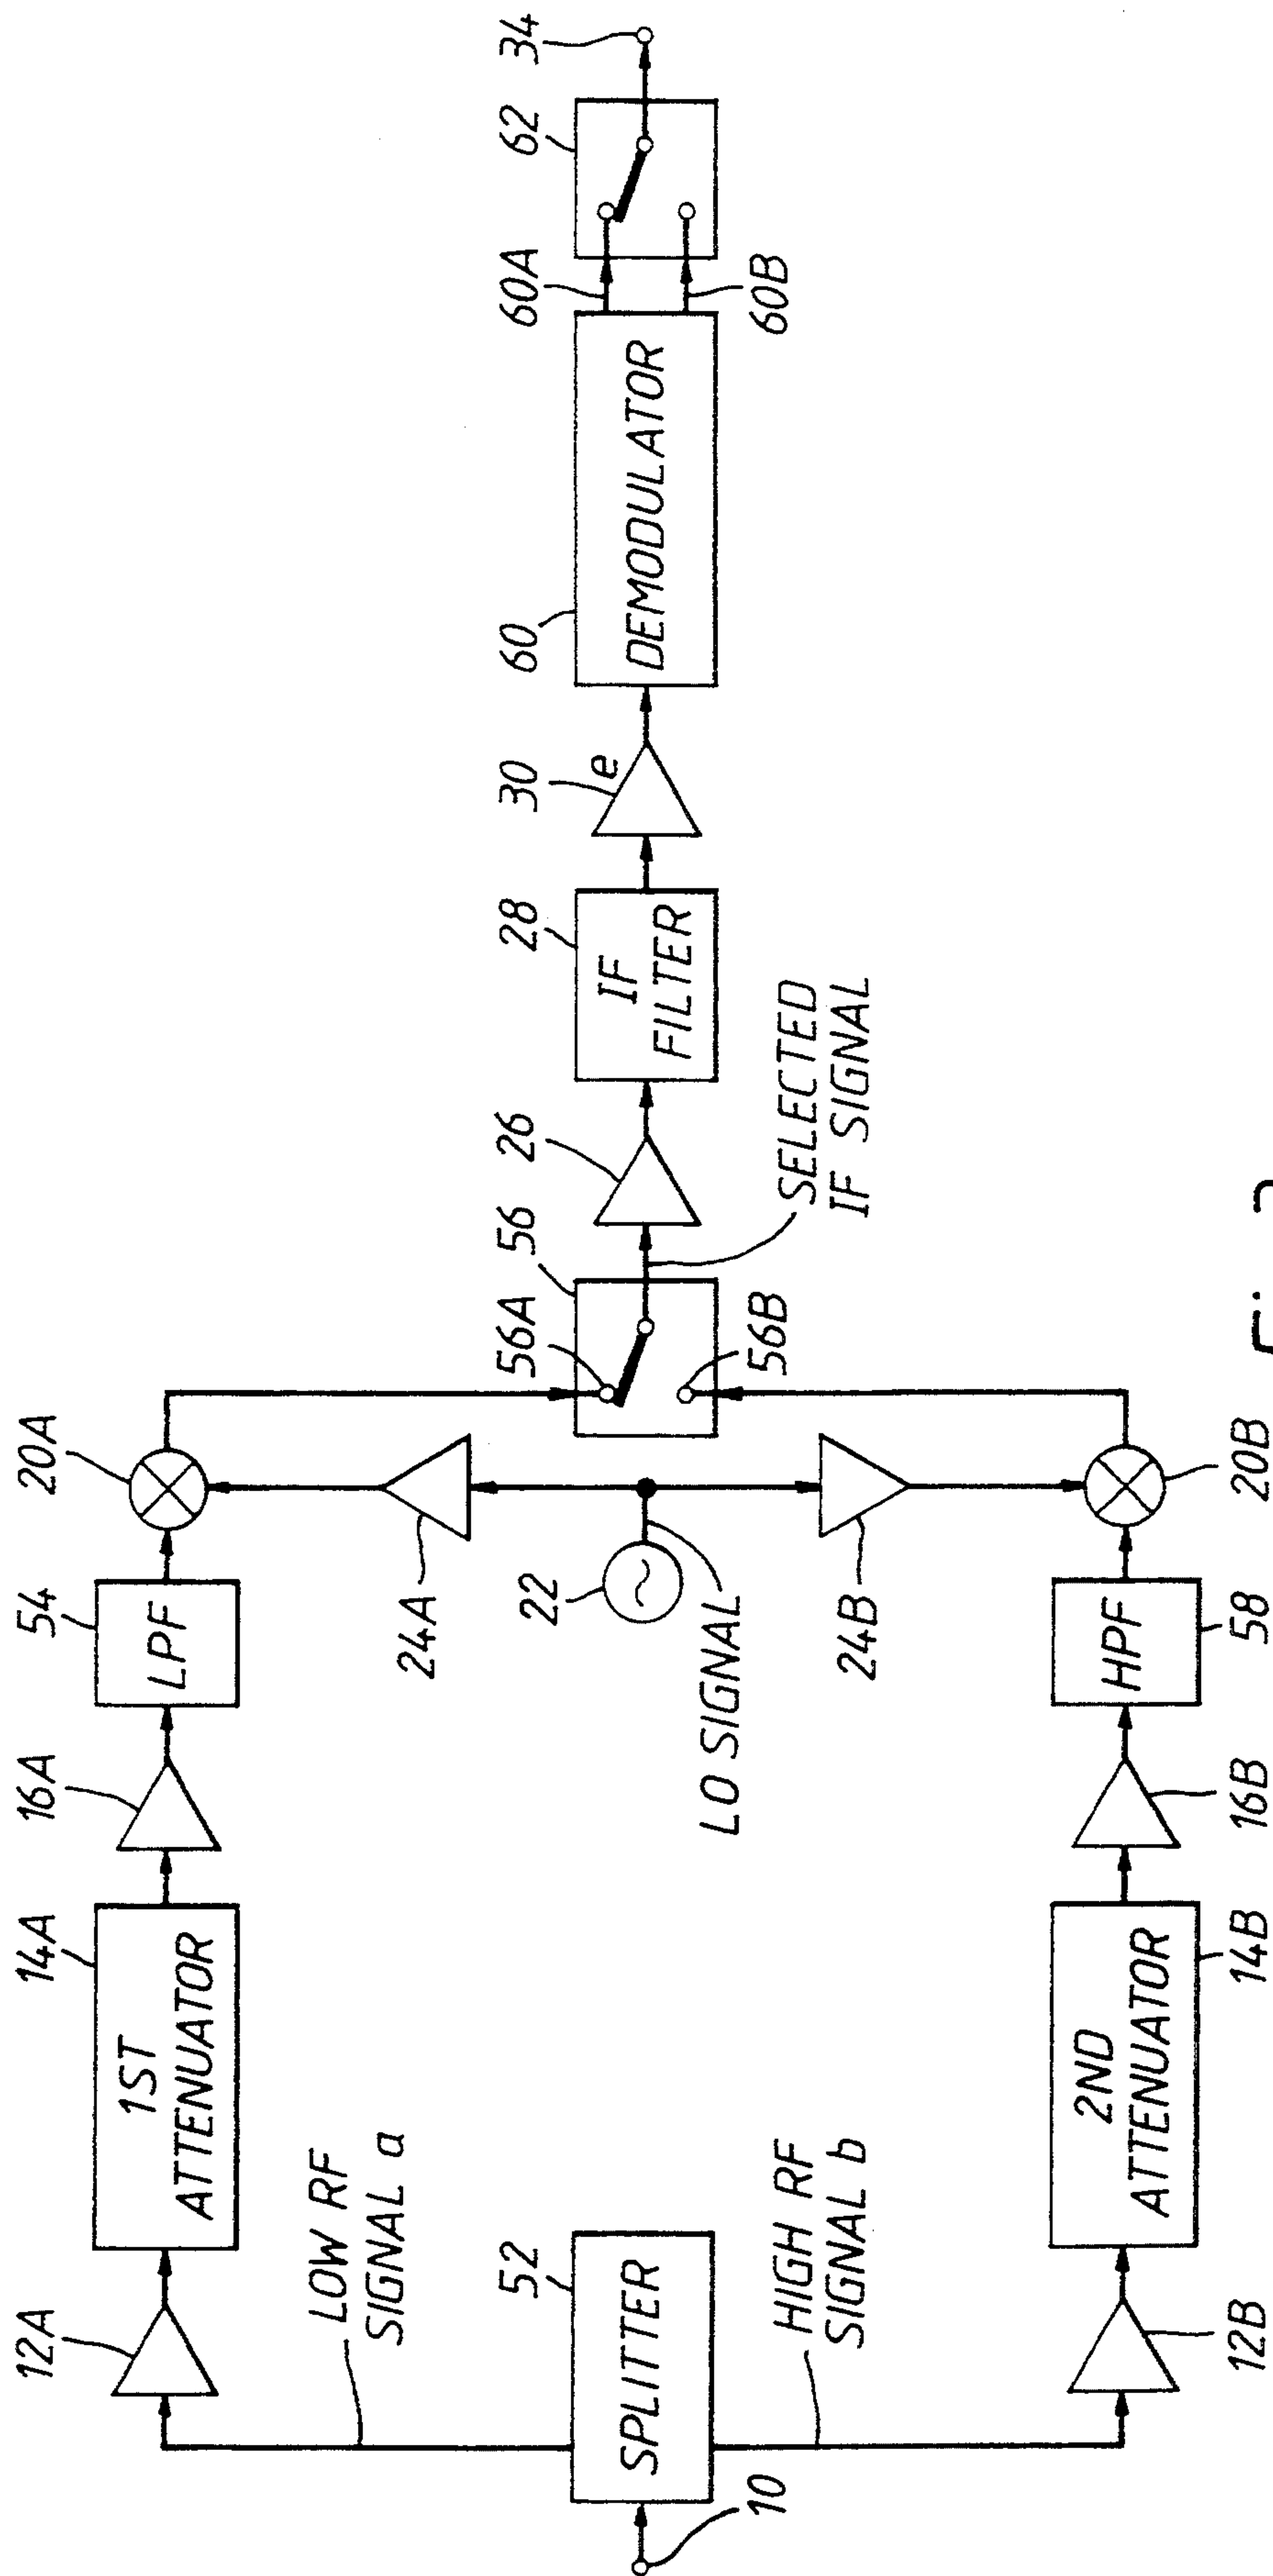 12A
14A
1ST
ATTENUATOR
16A
54
LPF
20A
LOW RF
SIGNAL a
24A
10
52
SPLITTER
22
LO SIGNAL
56A
56
56B
26
SELECTED
IF SIGNAL
28
IF
FILTER
30
e
60
DEMODULATOR
60A
60B
62
34
HIGH RF
SIGNAL b
24B
12B
2ND
ATTENUATOR
14B
16B
HPF
58
20B